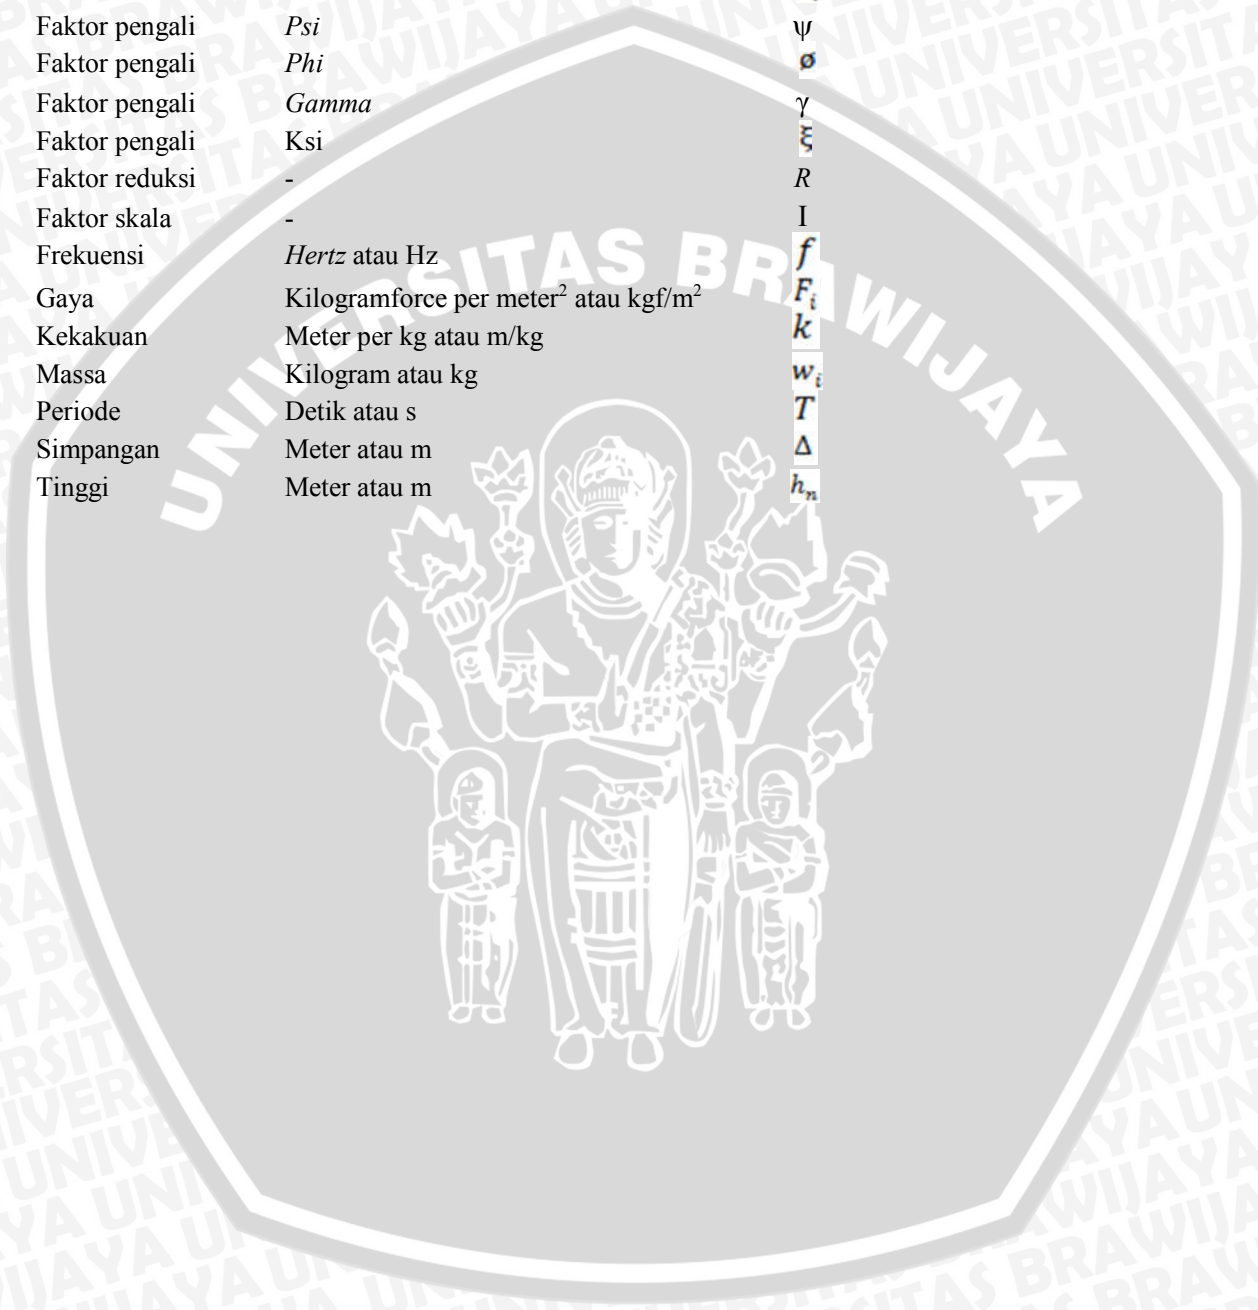 Faktor pengali Psi ψ
Faktor pengali Phi ø
Faktor pengali Gamma γ
Faktor pengali Ksi ξ
Faktor reduksi - R
Faktor skala - I
Frekuensi Hertz atau Hz f
Gaya Kilogramforce per meter² atau kgf/m² Fᵢ
Kekakuan Meter per kg atau m/kg k
Massa Kilogram atau kg wᵢ
Periode Detik atau s T
Simpangan Meter atau m Δ
Tinggi Meter atau m hₙ
UNIVERSITAS BRAWIJAYA